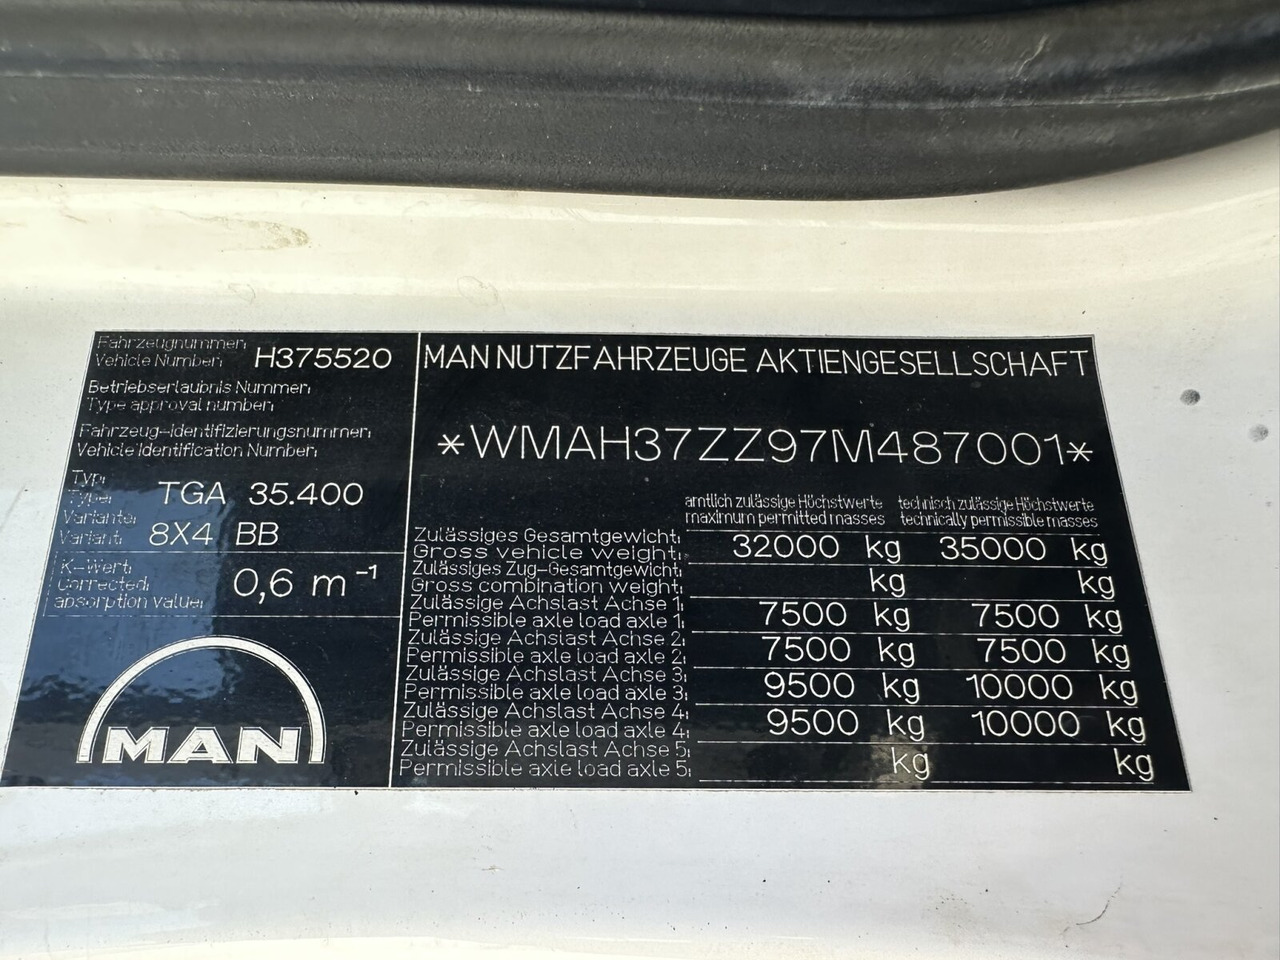 Fahrzeugnummer:
Vehicle Number: H375520
Betriebserlaubnis Nummer:
Type approval number:
Fahrzeug-Identifizierungsnummer:
Vehicle Identification Number:
Typ:
Type: TGA 35.400
Variante:
Variant: 8X4 BB
K-Wert:
Corrected
absorption value: 0,6 m⁻¹
MAN
MAN NUTZFAHRZEUGE AKTIENGESELLSCHAFT
*WMAH37ZZ97M487001*
amtlich zulässige Höchstwerte technisch zulässige Höchstwerte
maximum permitted masses technically permissible masses
Zulässiges Gesamtgewicht:
Gross vehicle weight: 32000 kg 35000 kg
Zulässiges Zug-Gesamtgewicht:
Gross combination weight: kg kg
Zulässige Achslast Achse 1:
Permissible axle load axle 1: 7500 kg 7500 kg
Zulässige Achslast Achse 2:
Permissible axle load axle 2: 7500 kg 7500 kg
Zulässige Achslast Achse 3:
Permissible axle load axle 3: 9500 kg 10000 kg
Zulässige Achslast Achse 4:
Permissible axle load axle 4: 9500 kg 10000 kg
Zulässige Achslast Achse 5:
Permissible axle load axle 5: kg kg